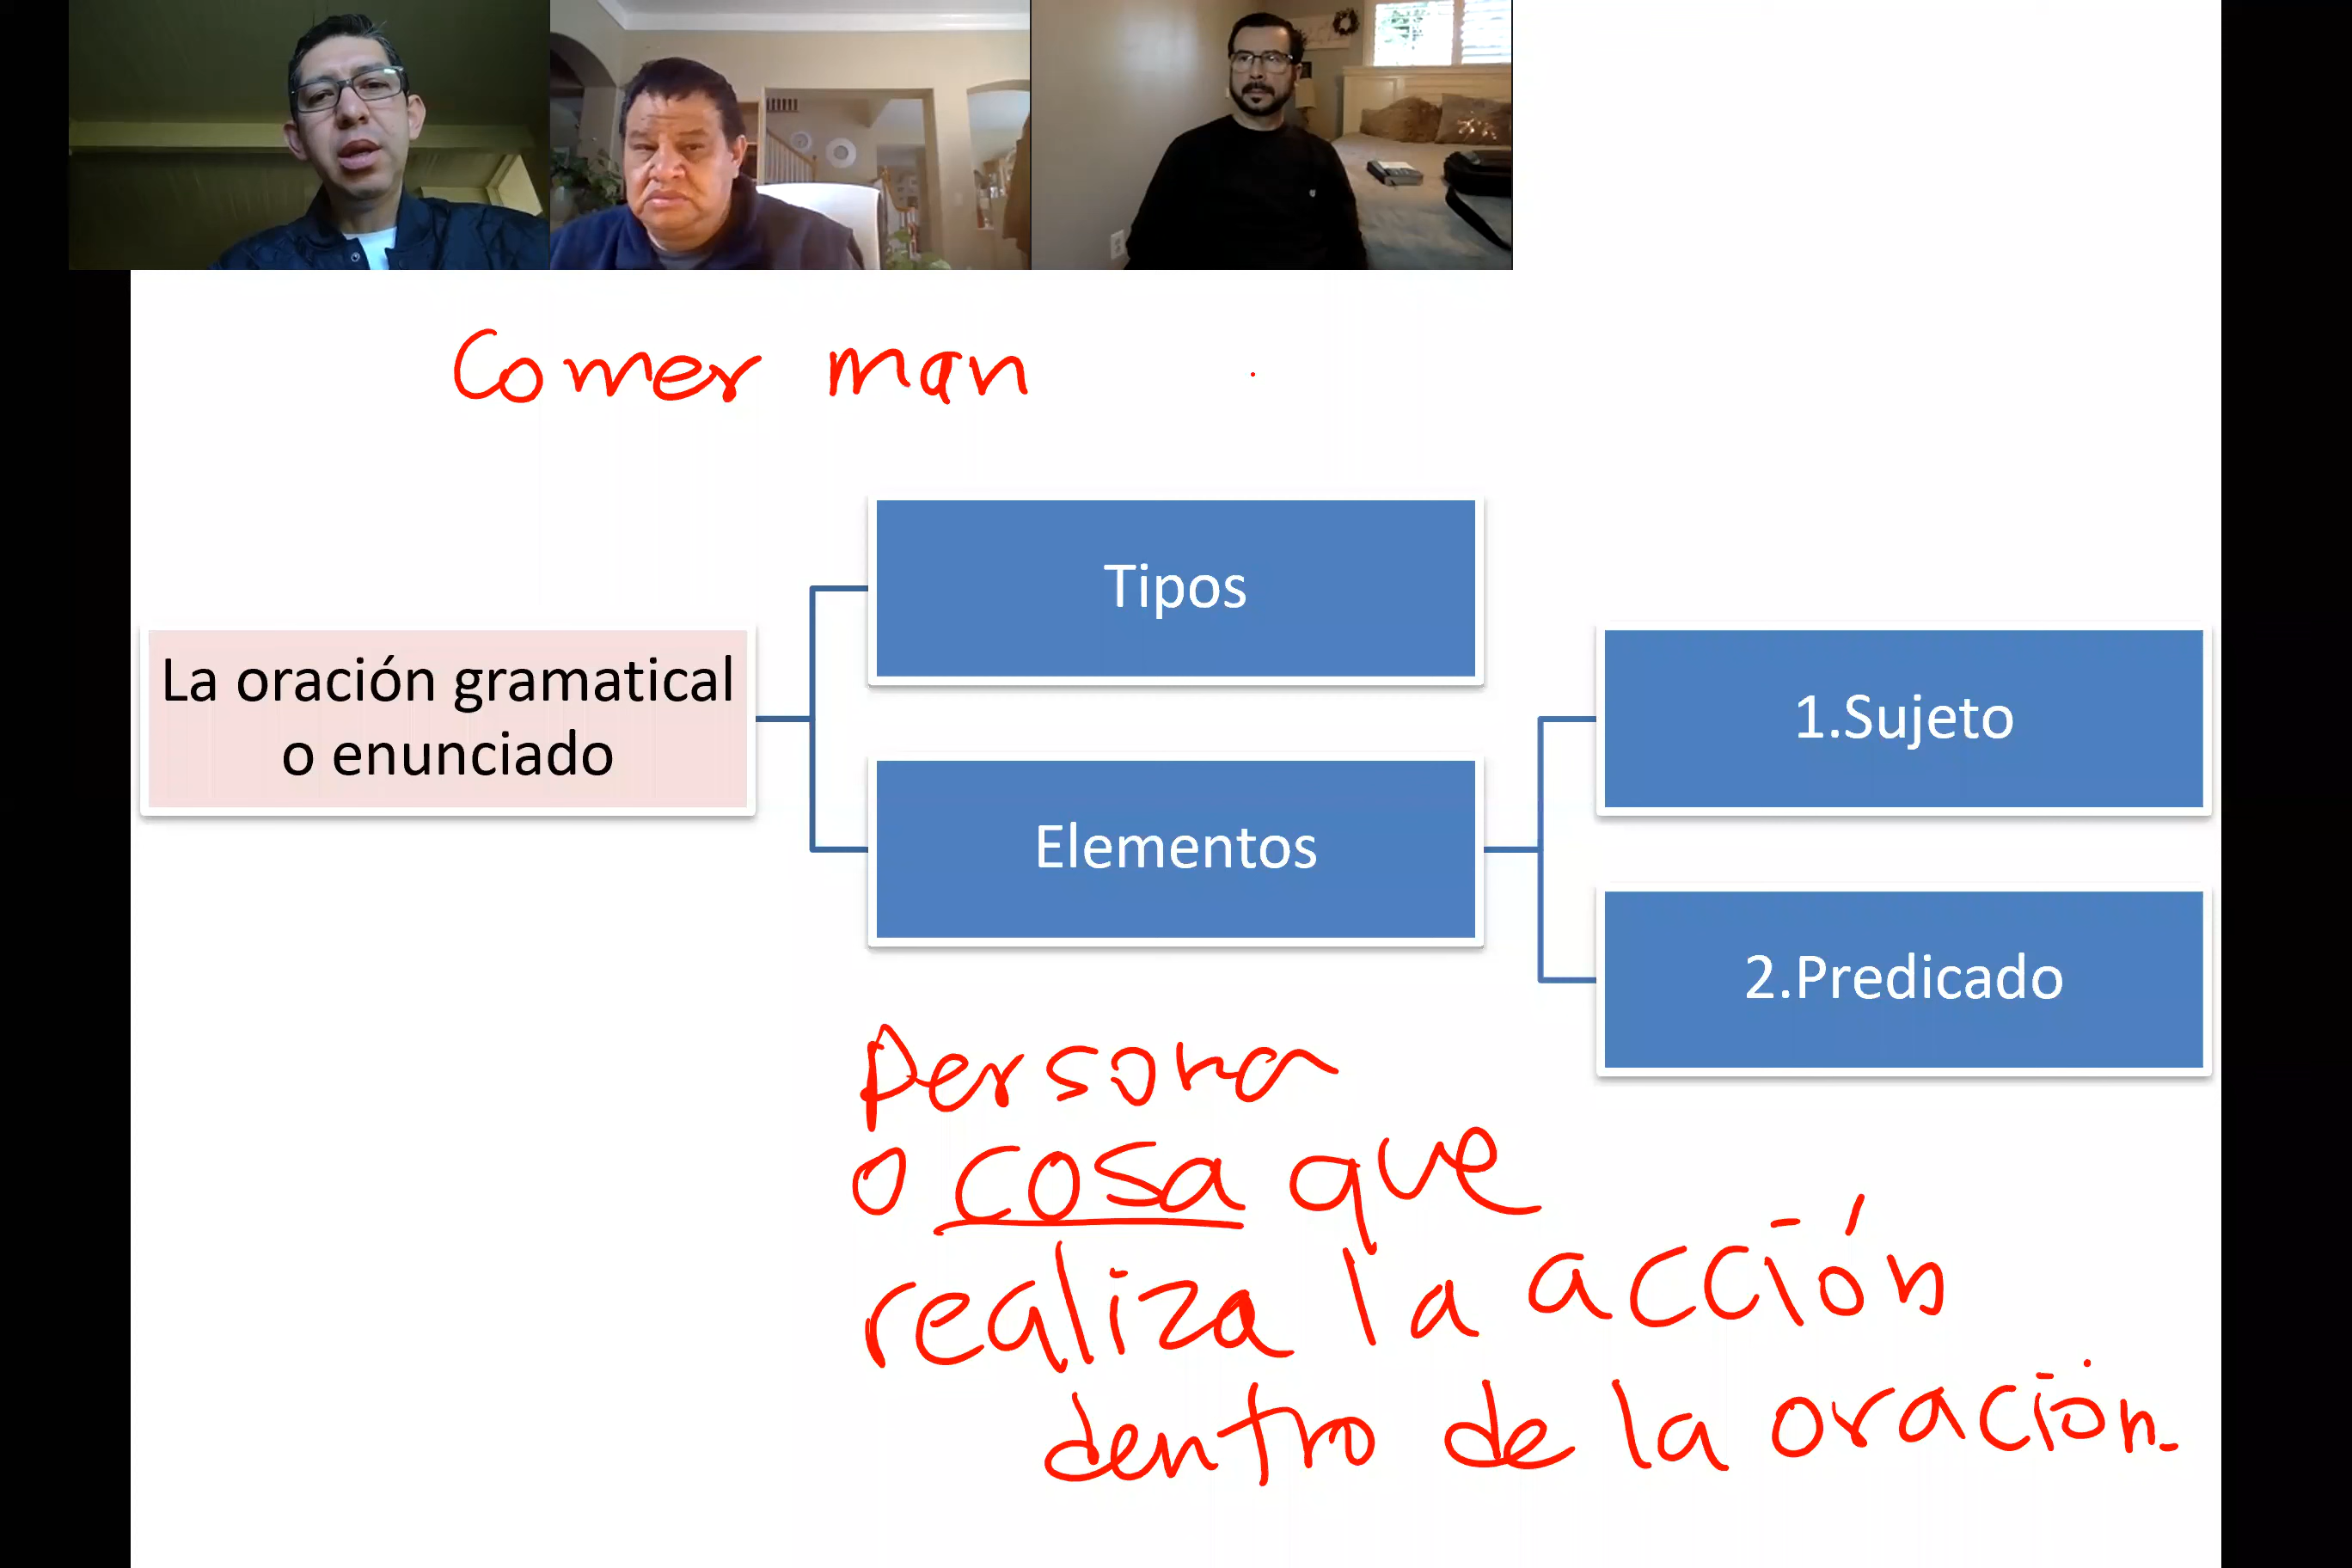 Comer man
Tipos
La oración gramatical
o enunciado
1.Sujeto
Elementos
2.Predicado
Persona
o cosa que
realiza la acción
dentro de la oración.